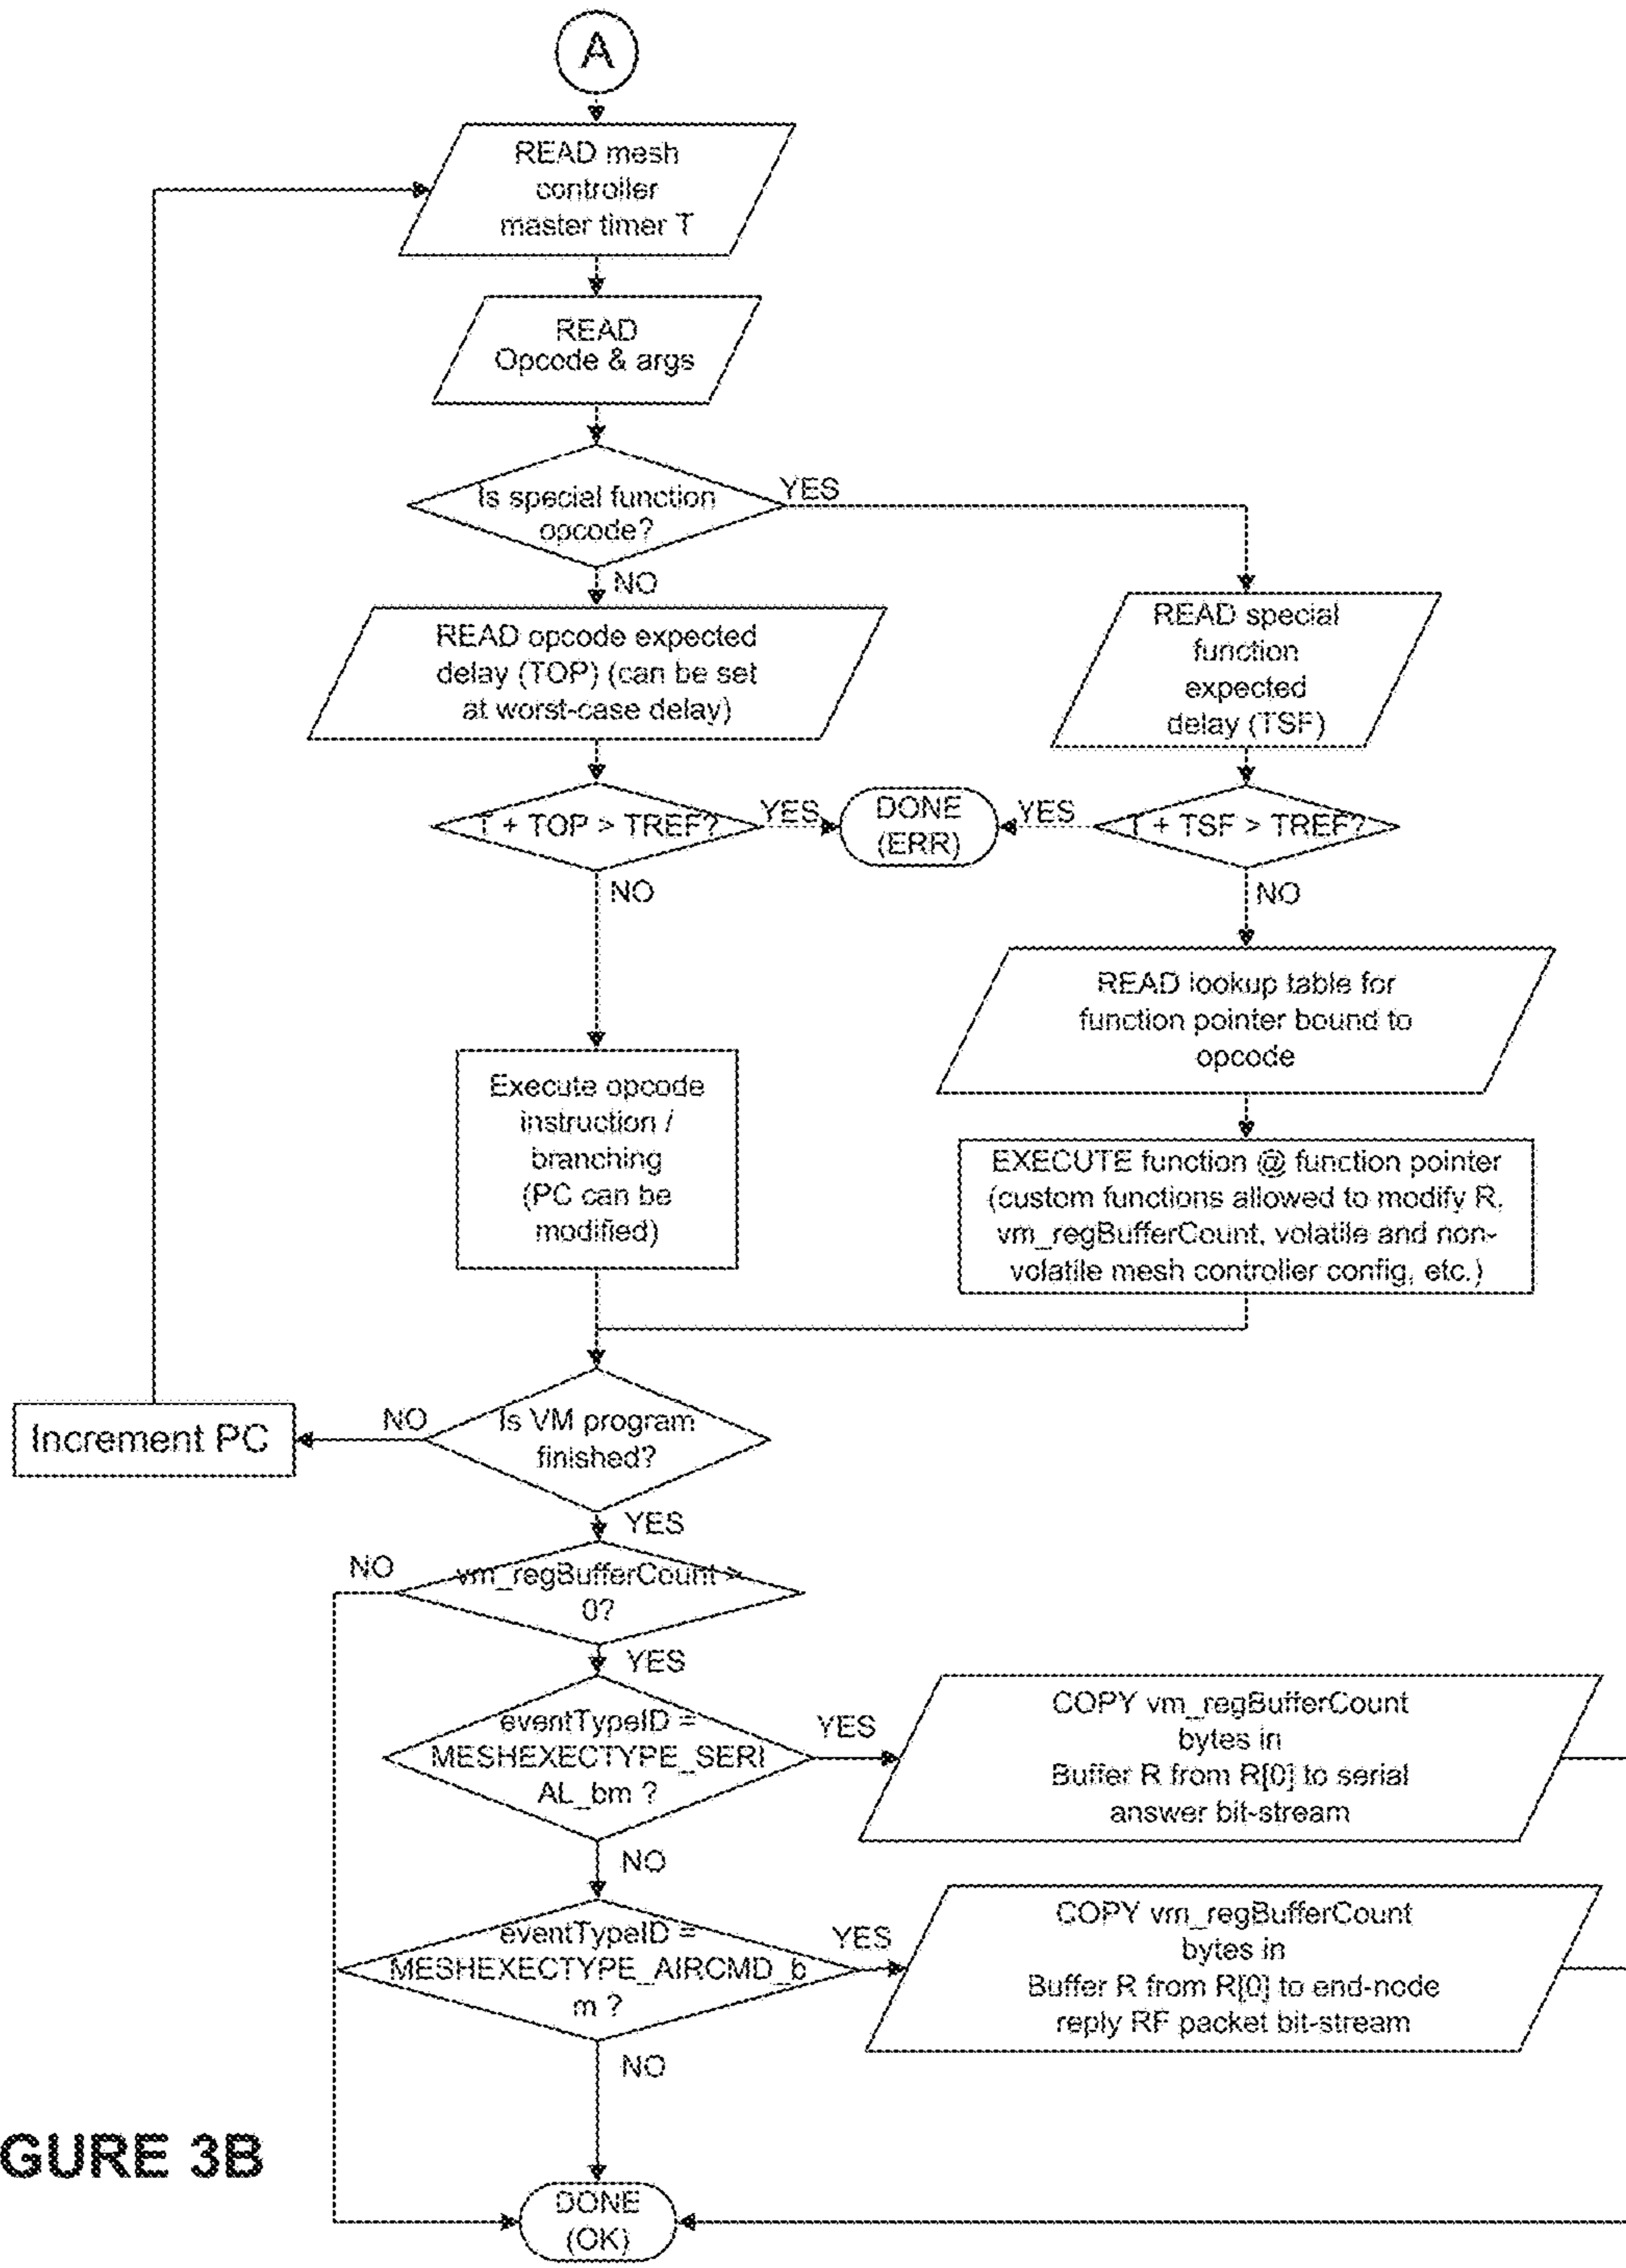 A
READ mesh
controller
master timer T
READ
Opcode & args
Is special function
opcode?
YES
NO
READ opcode expected
delay (TOP) (can be set
at worst-case delay)
READ special
function
expected
delay (TSF)
T + TOP > TREF?
YES
DONE
(ERR)
YES
T + TSF > TREF?
NO
NO
READ lookup table for
function pointer bound to
opcode
Execute opcode
instruction /
branching
(PC can be
modified)
EXECUTE function @ function pointer
(custom functions allowed to modify R,
vm_regBufferCount, volatile and non-
volatile mesh controller config, etc.)
Increment PC
NO
Is VM program
finished?
YES
NO
vm_regBufferCount >
0?
YES
eventTypeID =
MESHEXECTYPE_SERI
AL_bm ?
YES
COPY vm_regBufferCount
bytes in
Buffer R from R[0] to serial
answer bit-stream
NO
eventTypeID =
MESHEXECTYPE_AIRCMD_b
m ?
YES
COPY vm_regBufferCount
bytes in
Buffer R from R[0] to end-node
reply RF packet bit-stream
NO
GURE 3B
DONE
(OK)